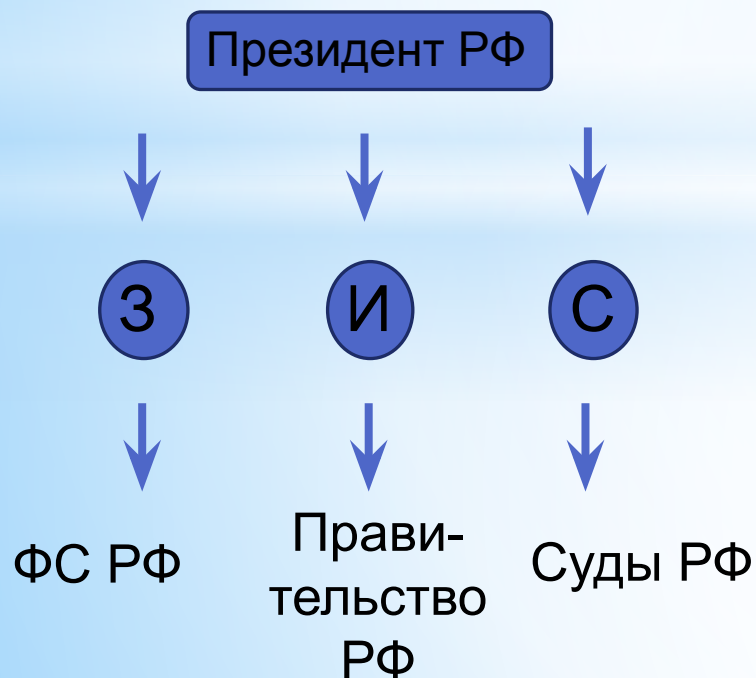 Президент РФ
З
И
С
ФС РФ
Прави-
тельство
РФ
Суды РФ